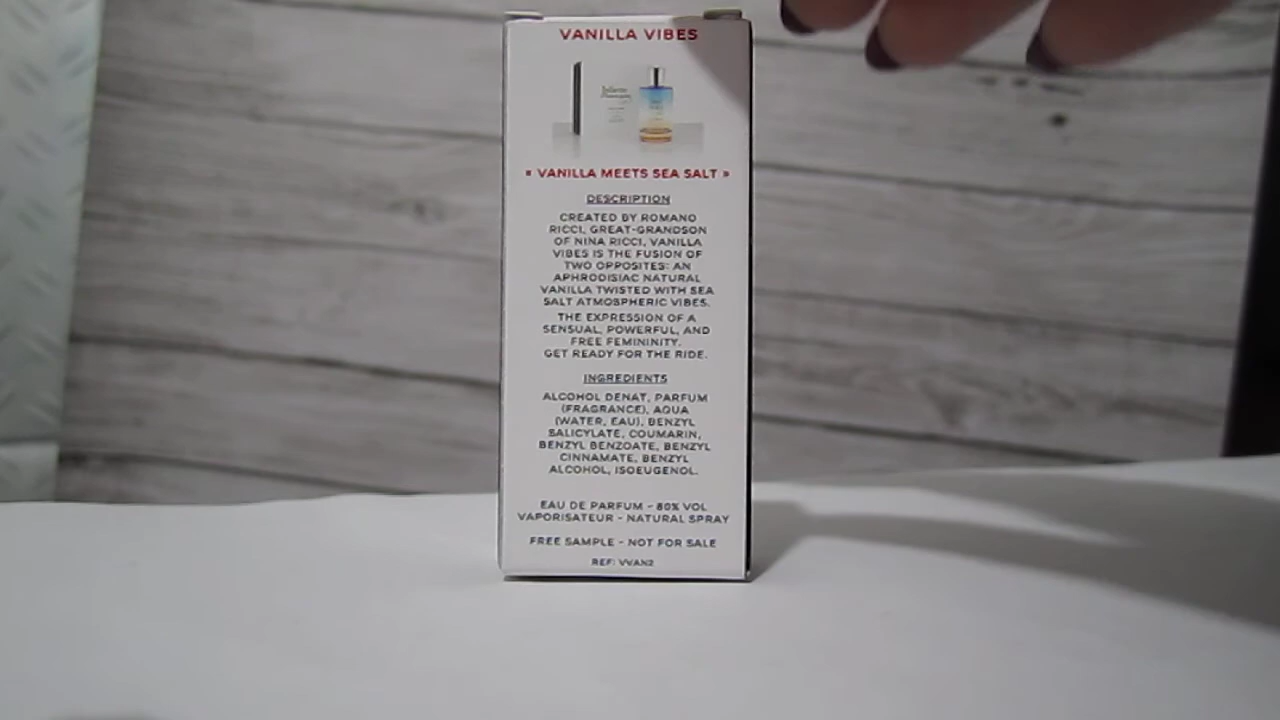 VANILLA VIBES
« VANILLA MEETS SEA SALT »
DESCRIPTION
CREATED BY ROMANO
RICCI, GREAT-GRANDSON
OF NINA RICCI, VANILLA
VIBES IS THE FUSION OF
TWO OPPOSITES: AN
APHRODISIAC NATURAL
VANILLA TWISTED WITH SEA
SALT ATMOSPHERIC VIBES.
THE EXPRESSION OF A
SENSUAL, POWERFUL, AND
FREE FEMININITY.
GET READY FOR THE RIDE.
INGREDIENTS
ALCOHOL DENAT, PARFUM
(FRAGRANCE), AQUA
(WATER, EAU), BENZYL
SALICYLATE, COUMARIN,
BENZYL BENZOATE, BENZYL
CINNAMATE, BENZYL
ALCOHOL, ISOEUGENOL.
EAU DE PARFUM - 80% VOL
VAPORISATEUR - NATURAL SPRAY
FREE SAMPLE - NOT FOR SALE
REF: VVAN2